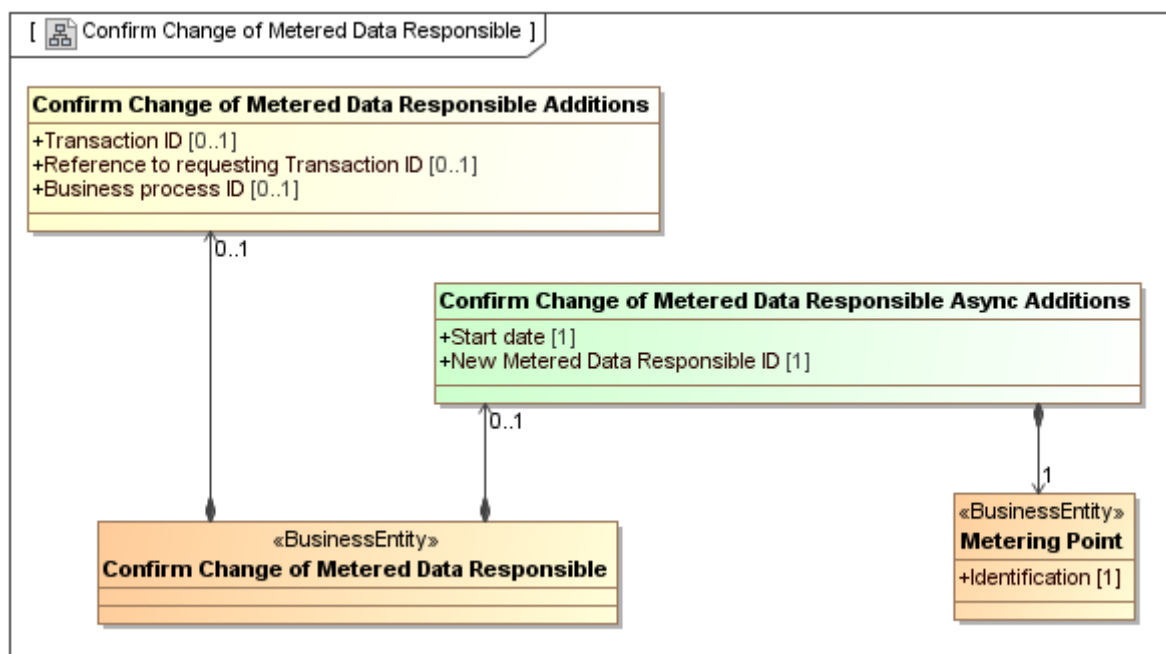 [ Confirm Change of Metered Data Responsible ]
Confirm Change of Metered Data Responsible Additions
+Transaction ID [0..1]
+Reference to requesting Transaction ID [0..1]
+Business process ID [0..1]
0..1
Confirm Change of Metered Data Responsible Async Additions
+Start date [1]
+New Metered Data Responsible ID [1]
0..1
1
«BusinessEntity»
Confirm Change of Metered Data Responsible
«BusinessEntity»
Metering Point
+Identification [1]